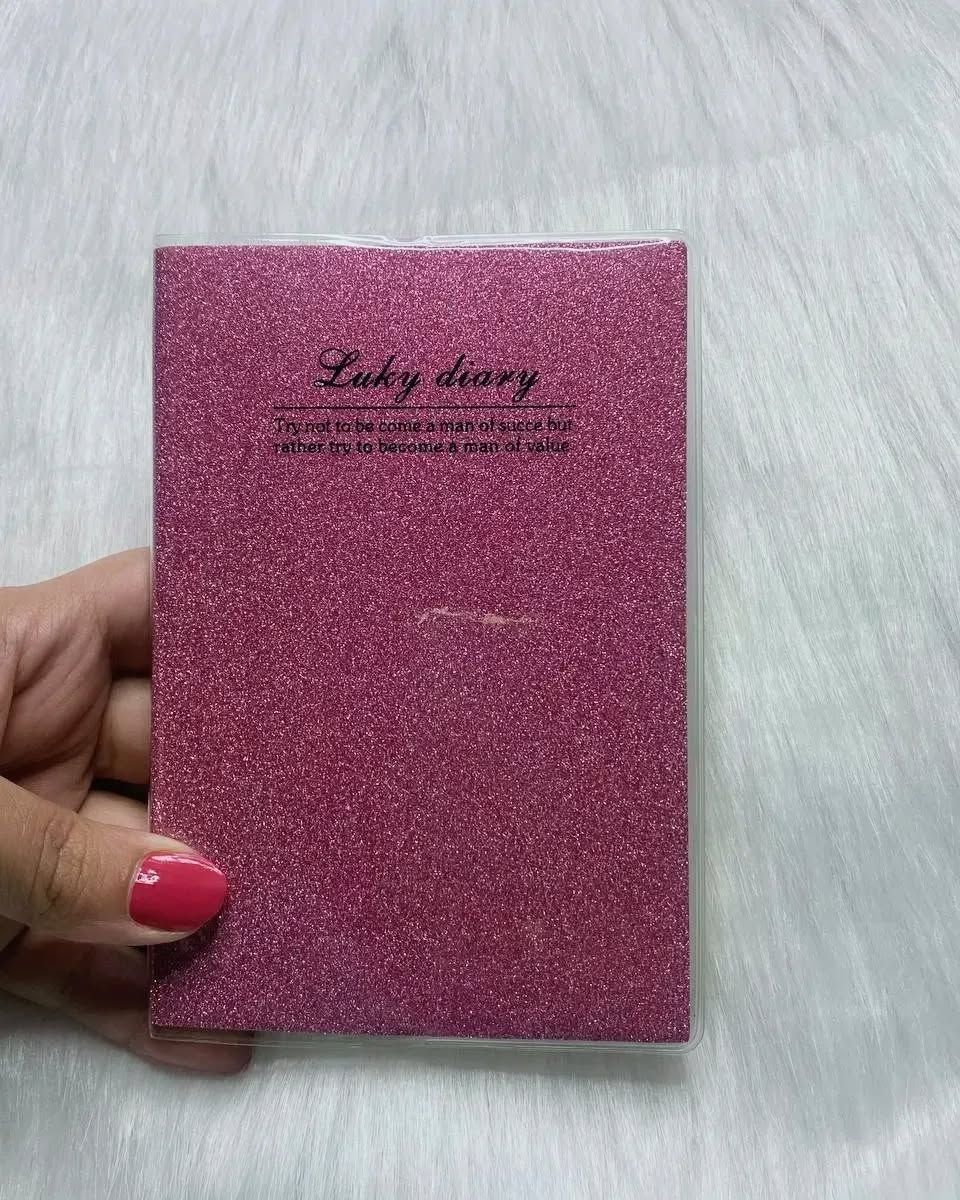 Luky diary
Try not to be come a man of succe but
rather try to become a man of value